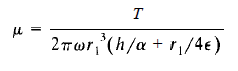 μ = T / 2πωr₁³(h/α + r₁/4ϵ)